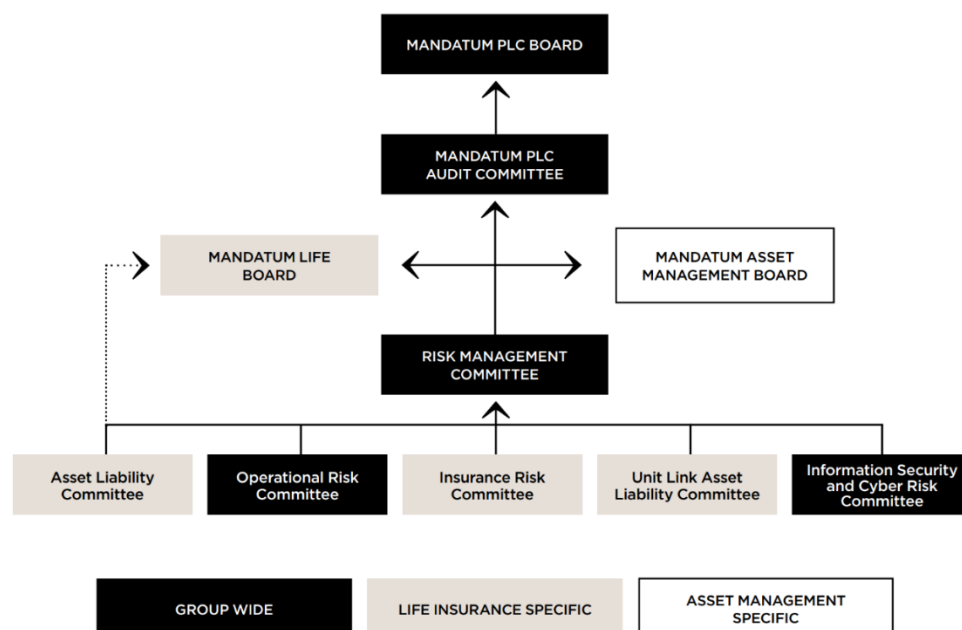 MANDATUM PLC BOARD
MANDATUM PLC
AUDIT COMMITTEE
MANDATUM LIFE
BOARD
MANDATUM ASSET
MANAGEMENT BOARD
RISK MANAGEMENT
COMMITTEE
Asset Liability
Committee
Operational Risk
Committee
Insurance Risk
Committee
Unit Link Asset
Liability Committee
Information Security
and Cyber Risk
Committee
GROUP WIDE
LIFE INSURANCE SPECIFIC
ASSET MANAGEMENT
SPECIFIC